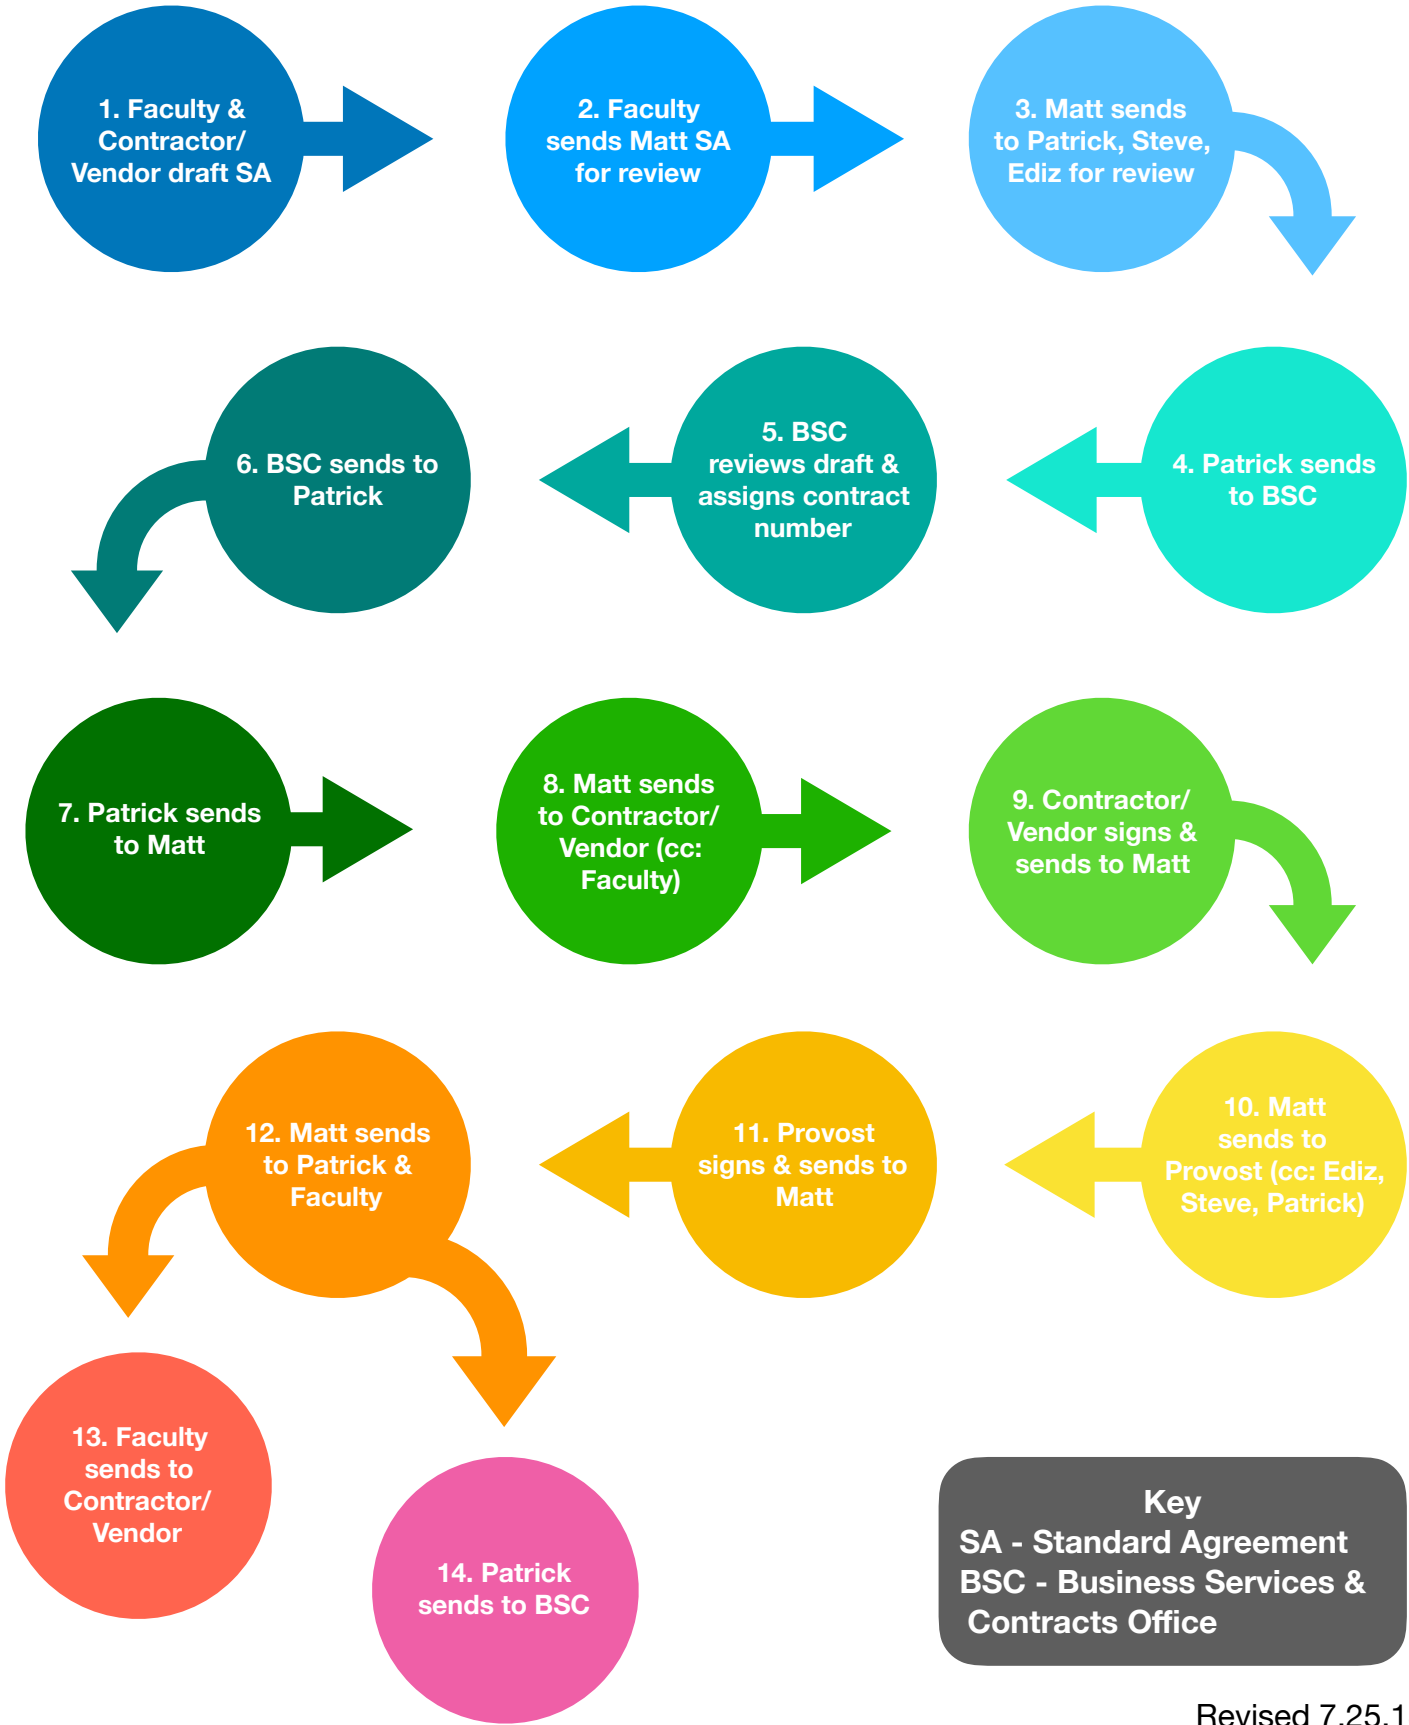 1. Faculty &
Contractor/
Vendor draft SA
2. Faculty
sends Matt SA
for review
3. Matt sends
to Patrick, Steve,
Ediz for review
4. Patrick sends
to BSC
5. BSC
reviews draft &
assigns contract
number
6. BSC sends to
Patrick
7. Patrick sends
to Matt
8. Matt sends
to Contractor/
Vendor (cc:
Faculty)
9. Contractor/
Vendor signs &
sends to Matt
10. Matt
sends to
Provost (cc: Ediz,
Steve, Patrick)
11. Provost
signs & sends to
Matt
12. Matt sends
to Patrick &
Faculty
13. Faculty
sends to
Contractor/
Vendor
14. Patrick
sends to BSC
Key
SA - Standard Agreement
BSC - Business Services &
Contracts Office
Revised 7.25.1